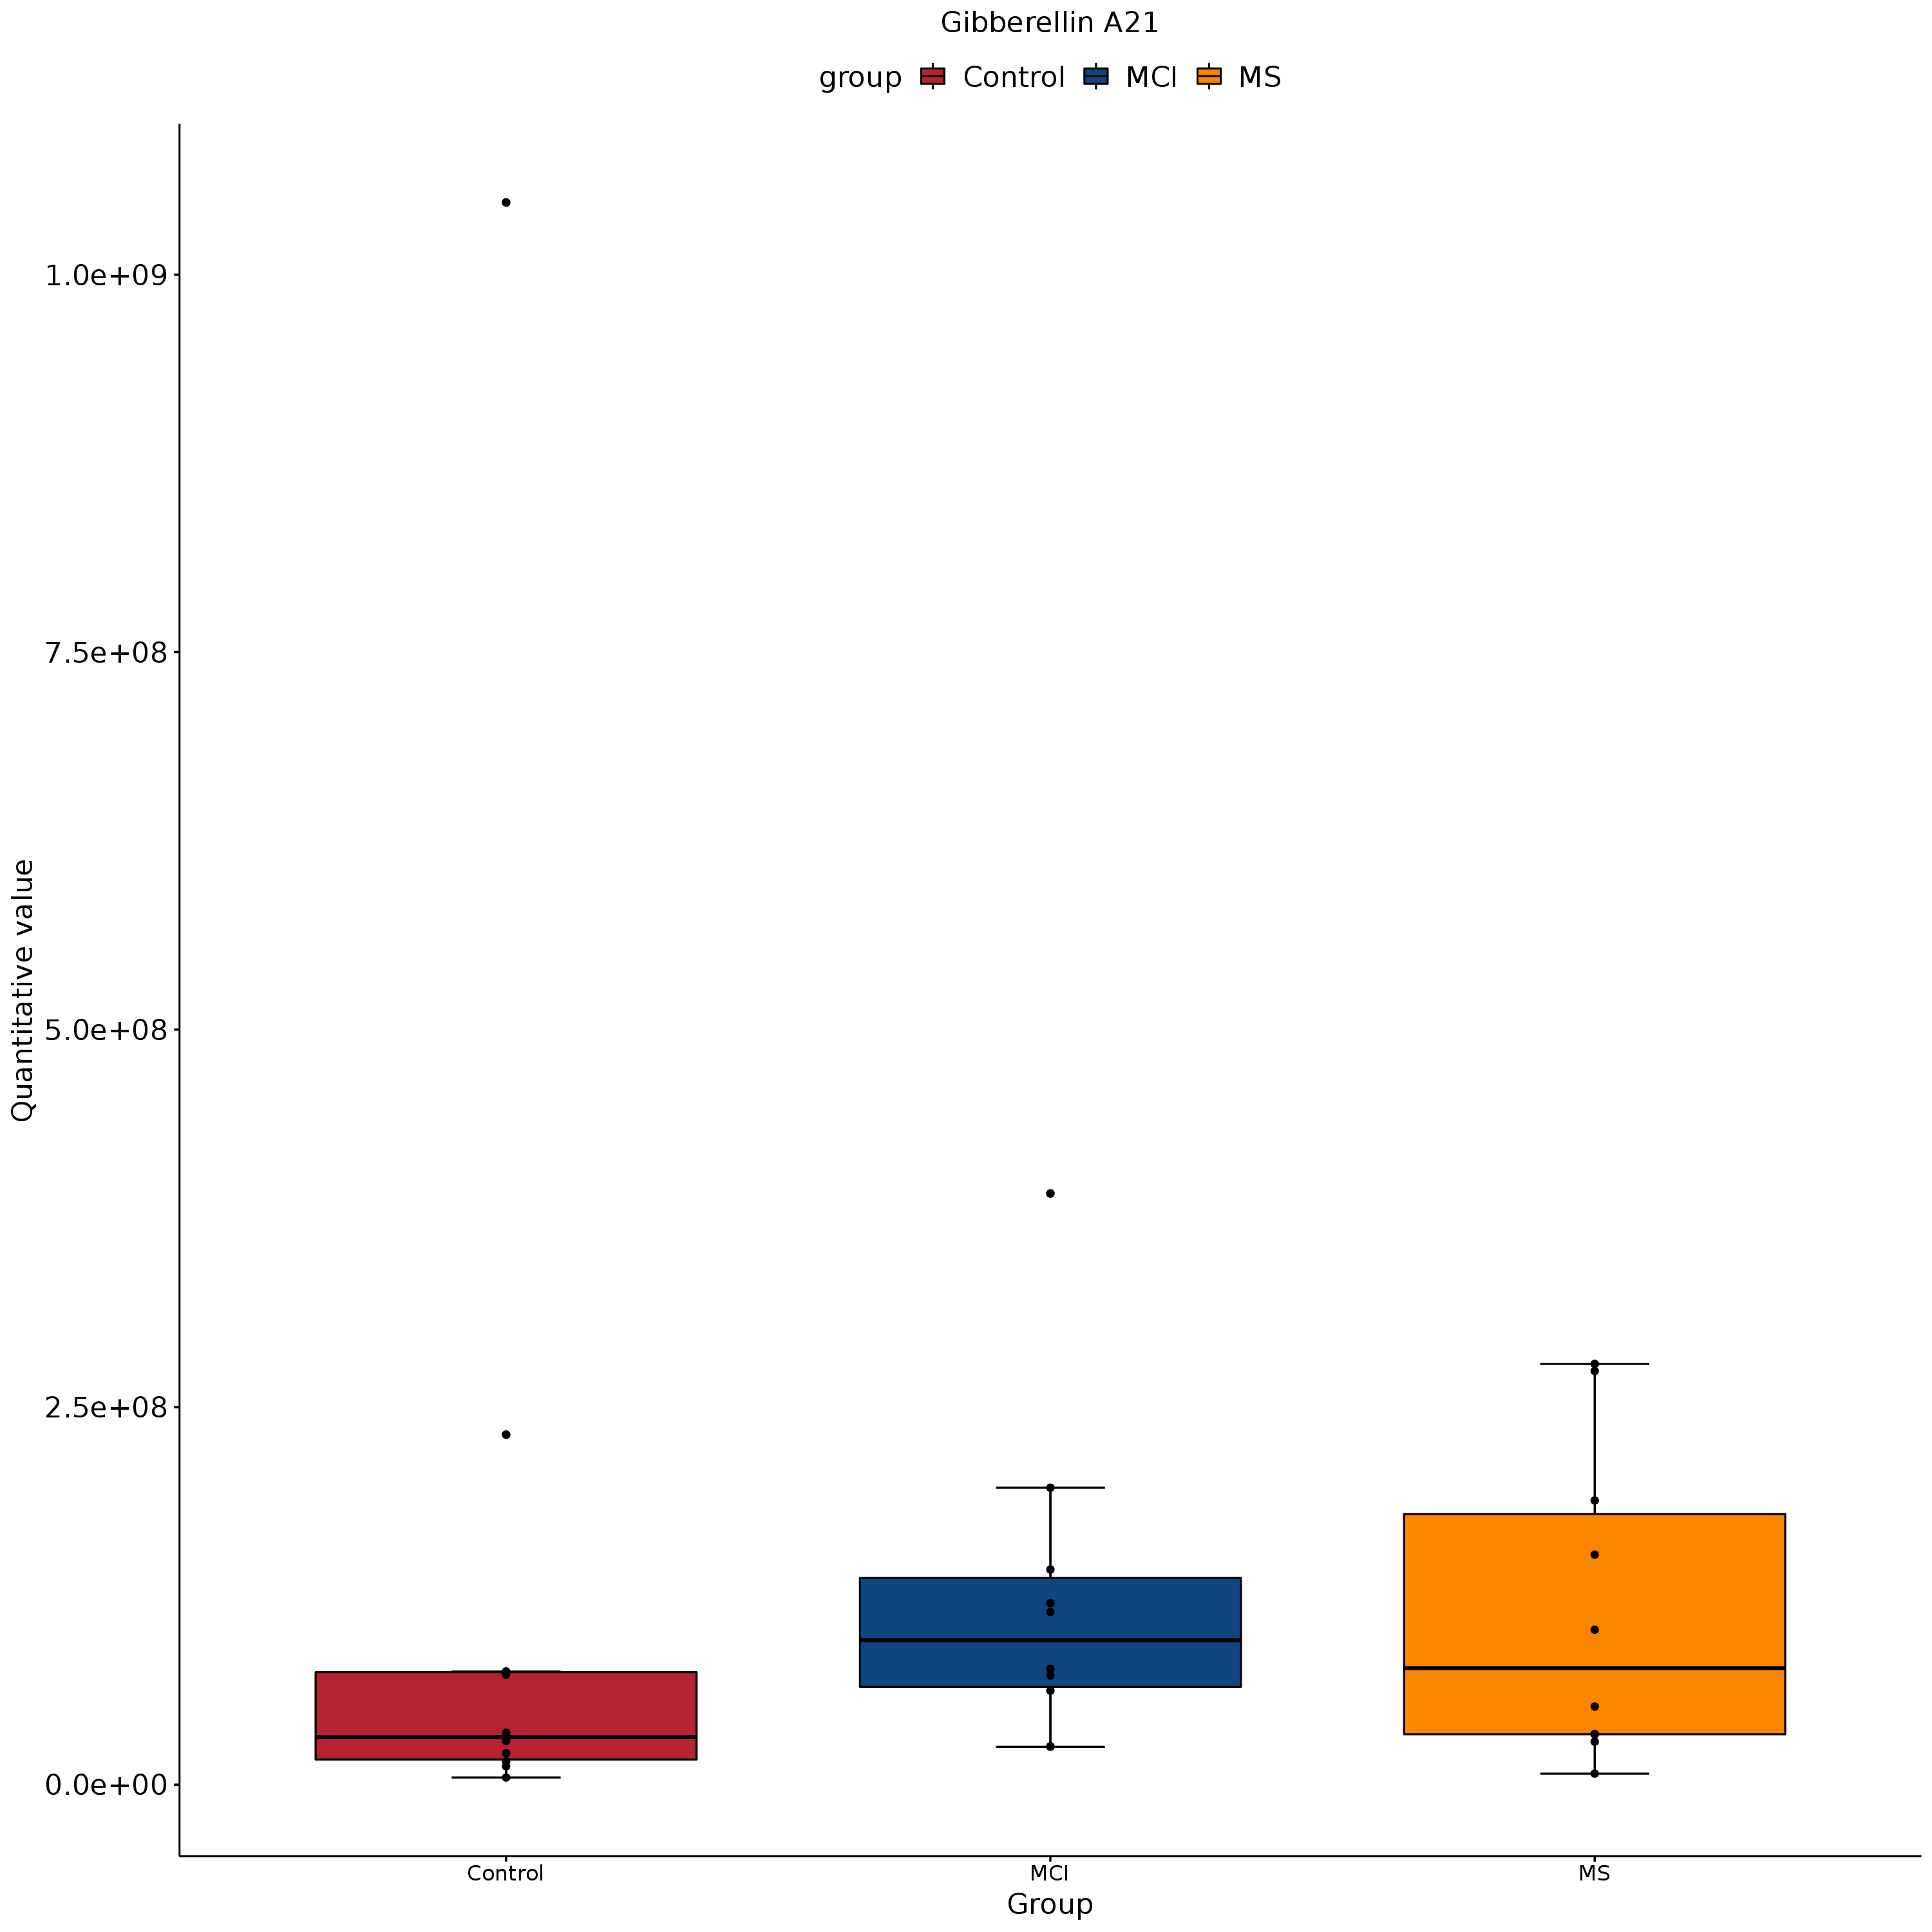 Gibberellin A21
group Control MCI MS
1.0e+09
7.5e+08
5.0e+08
2.5e+08
0.0e+00
Quantitative value
Control MCI MS
Group